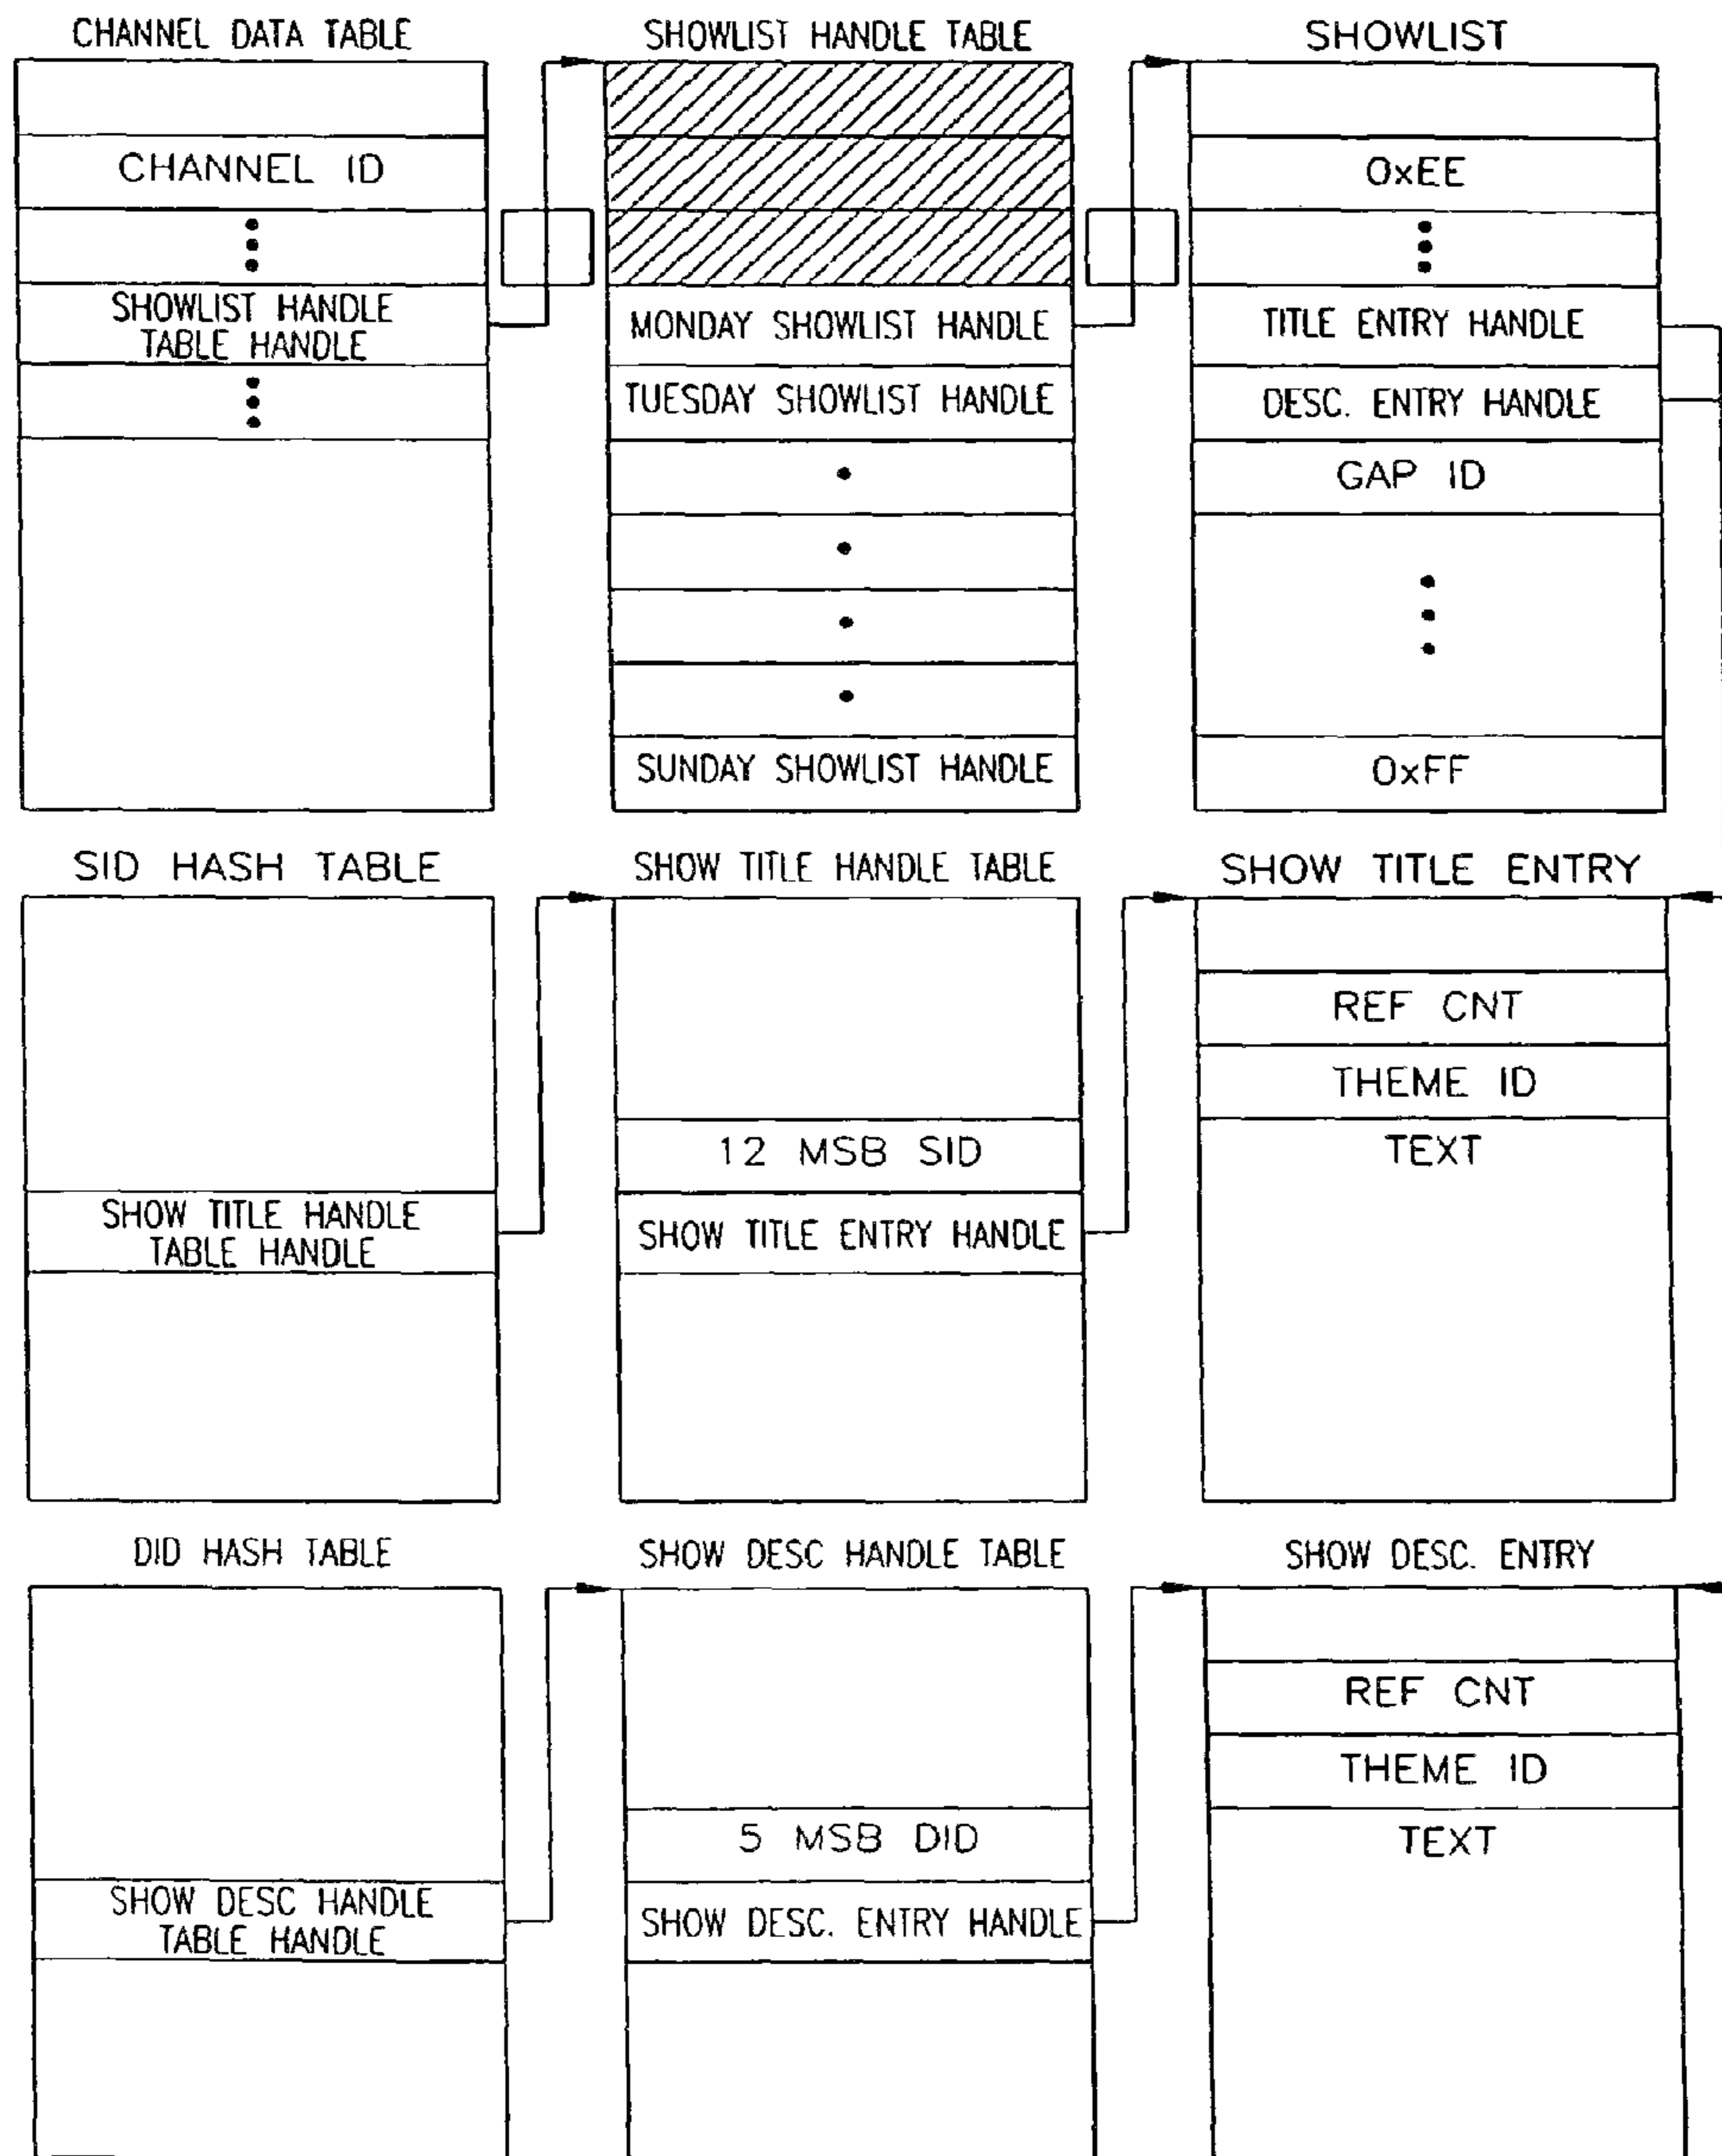 CHANNEL DATA TABLE
CHANNEL ID
SHOWLIST HANDLE
TABLE HANDLE
SHOWLIST HANDLE TABLE
MONDAY SHOWLIST HANDLE
TUESDAY SHOWLIST HANDLE
SUNDAY SHOWLIST HANDLE
SHOWLIST
0xEE
TITLE ENTRY HANDLE
DESC. ENTRY HANDLE
GAP ID
0xFF
SID HASH TABLE
SHOW TITLE HANDLE
TABLE HANDLE
SHOW TITLE HANDLE TABLE
12 MSB SID
SHOW TITLE ENTRY HANDLE
SHOW TITLE ENTRY
REF CNT
THEME ID
TEXT
DID HASH TABLE
SHOW DESC HANDLE
TABLE HANDLE
SHOW DESC HANDLE TABLE
5 MSB DID
SHOW DESC. ENTRY HANDLE
SHOW DESC. ENTRY
REF CNT
THEME ID
TEXT